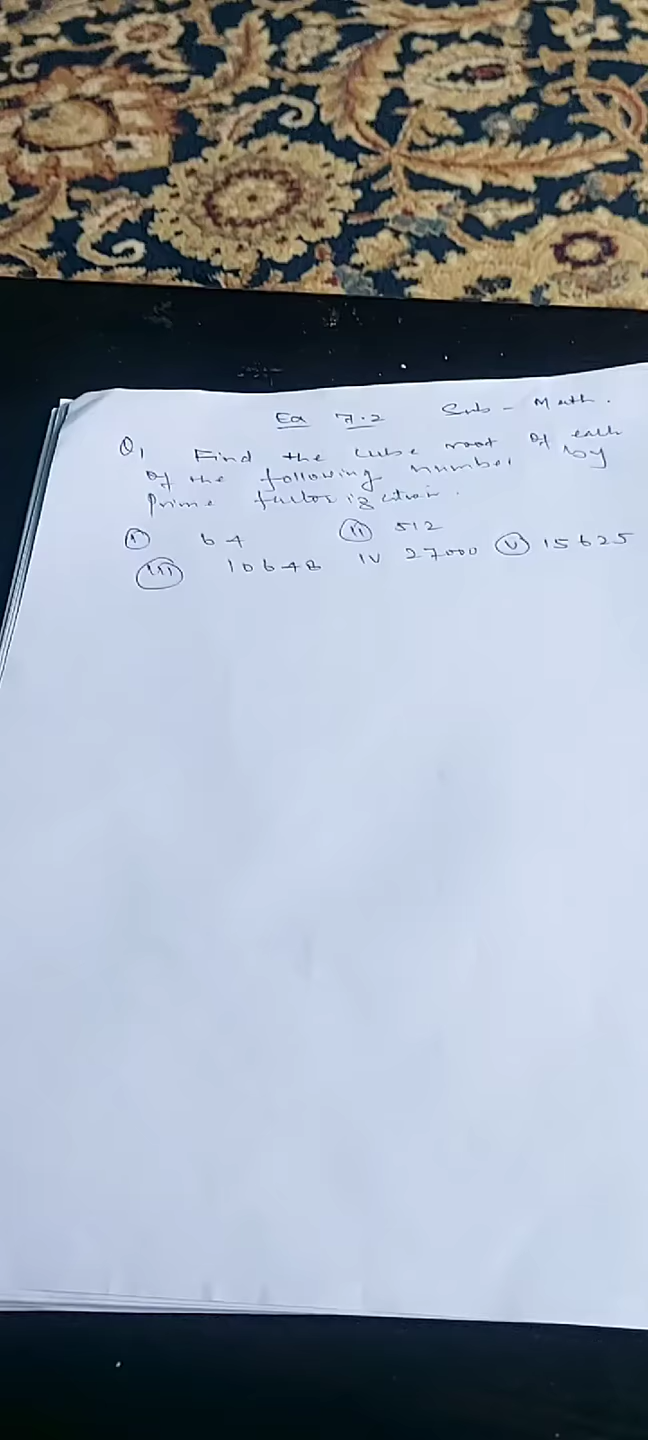 Ex 7.2 Sub - Math.
Q1 Find the cube root of each
of the following number by
Prime factorization.
(i) 64 (ii) 512
(iii) 10648 IV 27000 (V) 15625